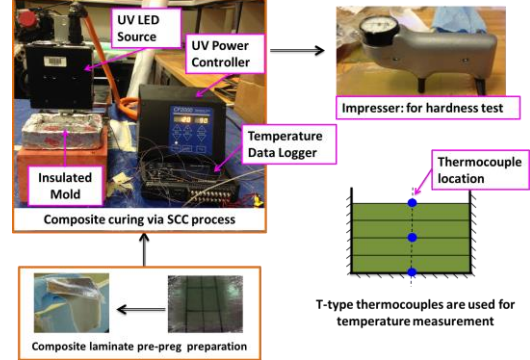 UV LED
Source
UV Power
Controller
Temperature
Data Logger
Insulated
Mold
Composite curing via SCC process
Impresser: for hardness test
Thermocouple
location
T-type thermocouples are used for
temperature measurement
Composite laminate pre-preg preparation